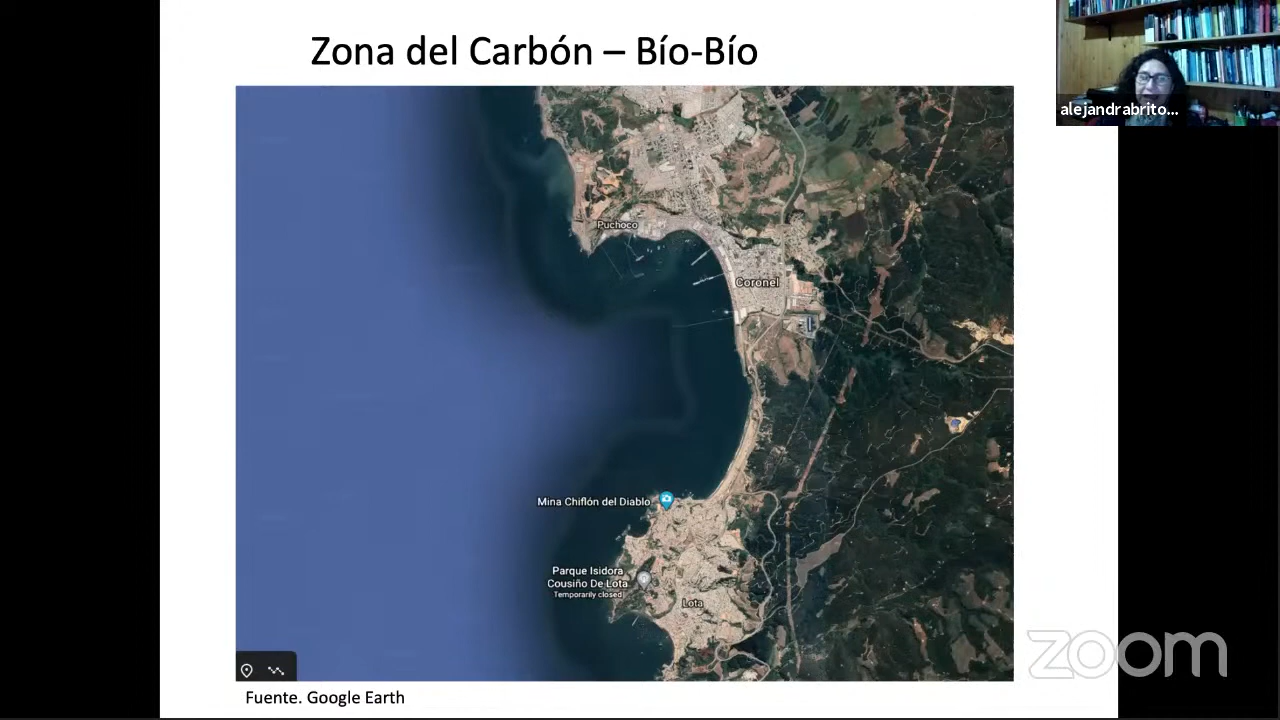 Zona del Carbón – Bío-Bío
alejandrabrito...
Puchoco
Coronel
Mina Chiflón del Diablo
Parque Isidora
Cousiño De Lota
Temporarily closed
Lota
zoom
Fuente. Google Earth